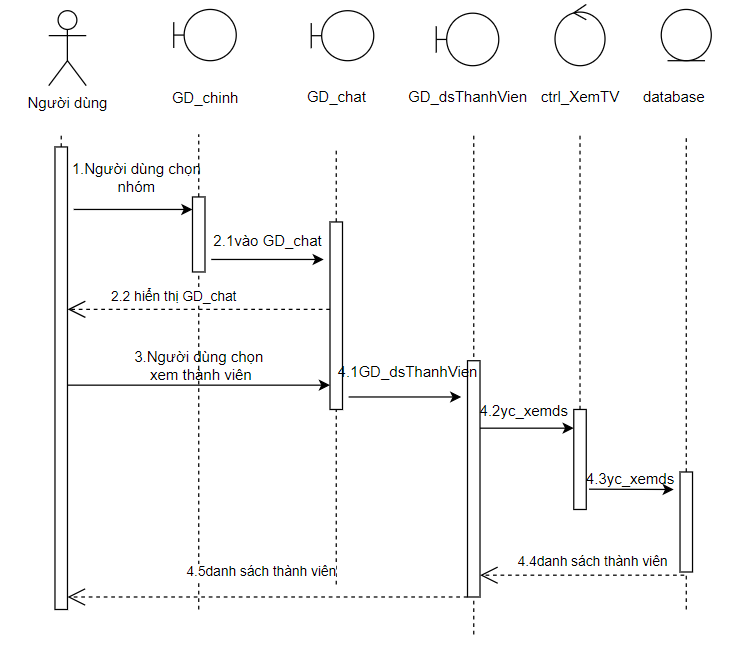 Người dùng
GD_chinh
GD_chat
GD_dsThanhVien
ctrl_XemTV
database
1.Người dùng chọn
nhóm
2.1vào GD_chat
2.2 hiển thị GD_chat
3.Người dùng chọn
xem thành viên
4.1GD_dsThanhVien
4.2yc_xemds
4.3yc_xemds
4.4danh sách thành viên
4.5danh sách thành viên